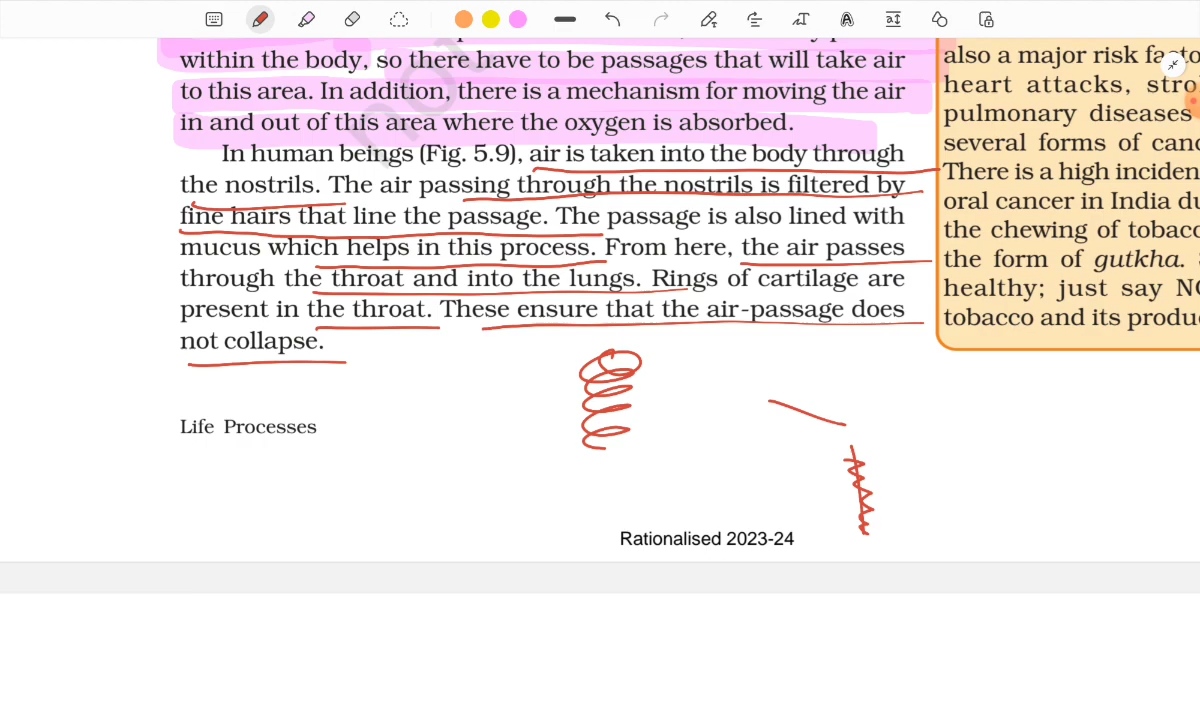 within the body, so there have to be passages that will take air
to this area. In addition, there is a mechanism for moving the air
in and out of this area where the oxygen is absorbed.
In human beings (Fig. 5.9), air is taken into the body through
the nostrils. The air passing through the nostrils is filtered by
fine hairs that line the passage. The passage is also lined with
mucus which helps in this process. From here, the air passes
through the throat and into the lungs. Rings of cartilage are
present in the throat. These ensure that the air-passage does
not collapse.
also a major risk
heart attacks,
pulmonary diseases
several forms of
There is a high
oral cancer in India
the chewing of
the form of gutkha.
healthy; just say
tobacco and its
Life Processes
Rationalised 2023-24
not